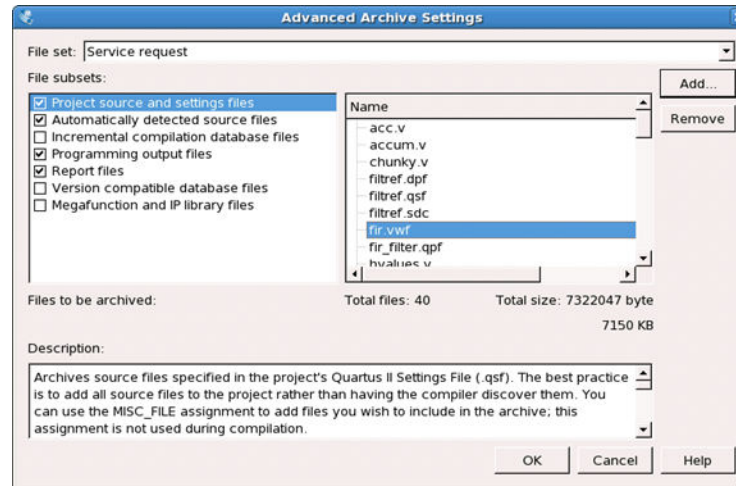 Advanced Archive Settings
File set: Service request
File subsets:
Add...
Remove
Project source and settings files
Automatically detected source files
Incremental compilation database files
Programming output files
Report files
Version compatible database files
Megafunction and IP library files
Name
acc.v
accum.v
chunky.v
filtref.dpf
filtref.qsf
filtref.sdc
fir.vwf
fir_filter.qpf
hvalues.v
Files to be archived:
Total files: 40
Total size: 7322047 byte
7150 KB
Description:
Archives source files specified in the project's Quartus II Settings File (.qsf). The best practice
is to add all source files to the project rather than having the compiler discover them. You
can use the MISC_FILE assignment to add files you wish to include in the archive; this
assignment is not used during compilation.
OK
Cancel
Help